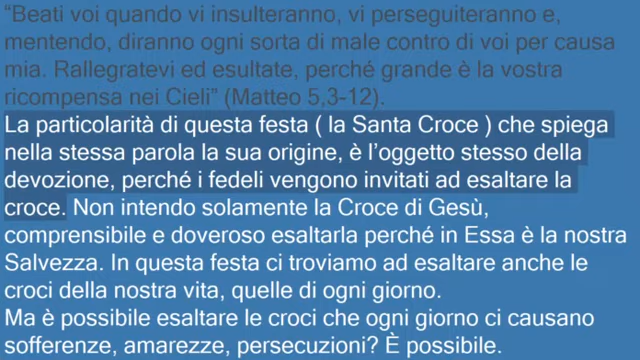 “Beati voi quando vi insulteranno, vi perseguiteranno e,
mentendo, diranno ogni sorta di male contro di voi per causa
mia. Rallegratevi ed esultate, perché grande è la vostra
ricompensa nei Cieli” (Matteo 5,3-12).
La particolarità di questa festa ( la Santa Croce ) che spiega
nella stessa parola la sua origine, è l’oggetto stesso della
devozione, perché i fedeli vengono invitati ad esaltare la
croce. Non intendo solamente la Croce di Gesù,
comprensibile e doveroso esaltarla perché in Essa è la nostra
Salvezza. In questa festa ci troviamo ad esaltare anche le
croci della nostra vita, quelle di ogni giorno.
Ma è possibile esaltare le croci che ogni giorno ci causano
sofferenze, amarezze, persecuzioni? È possibile.